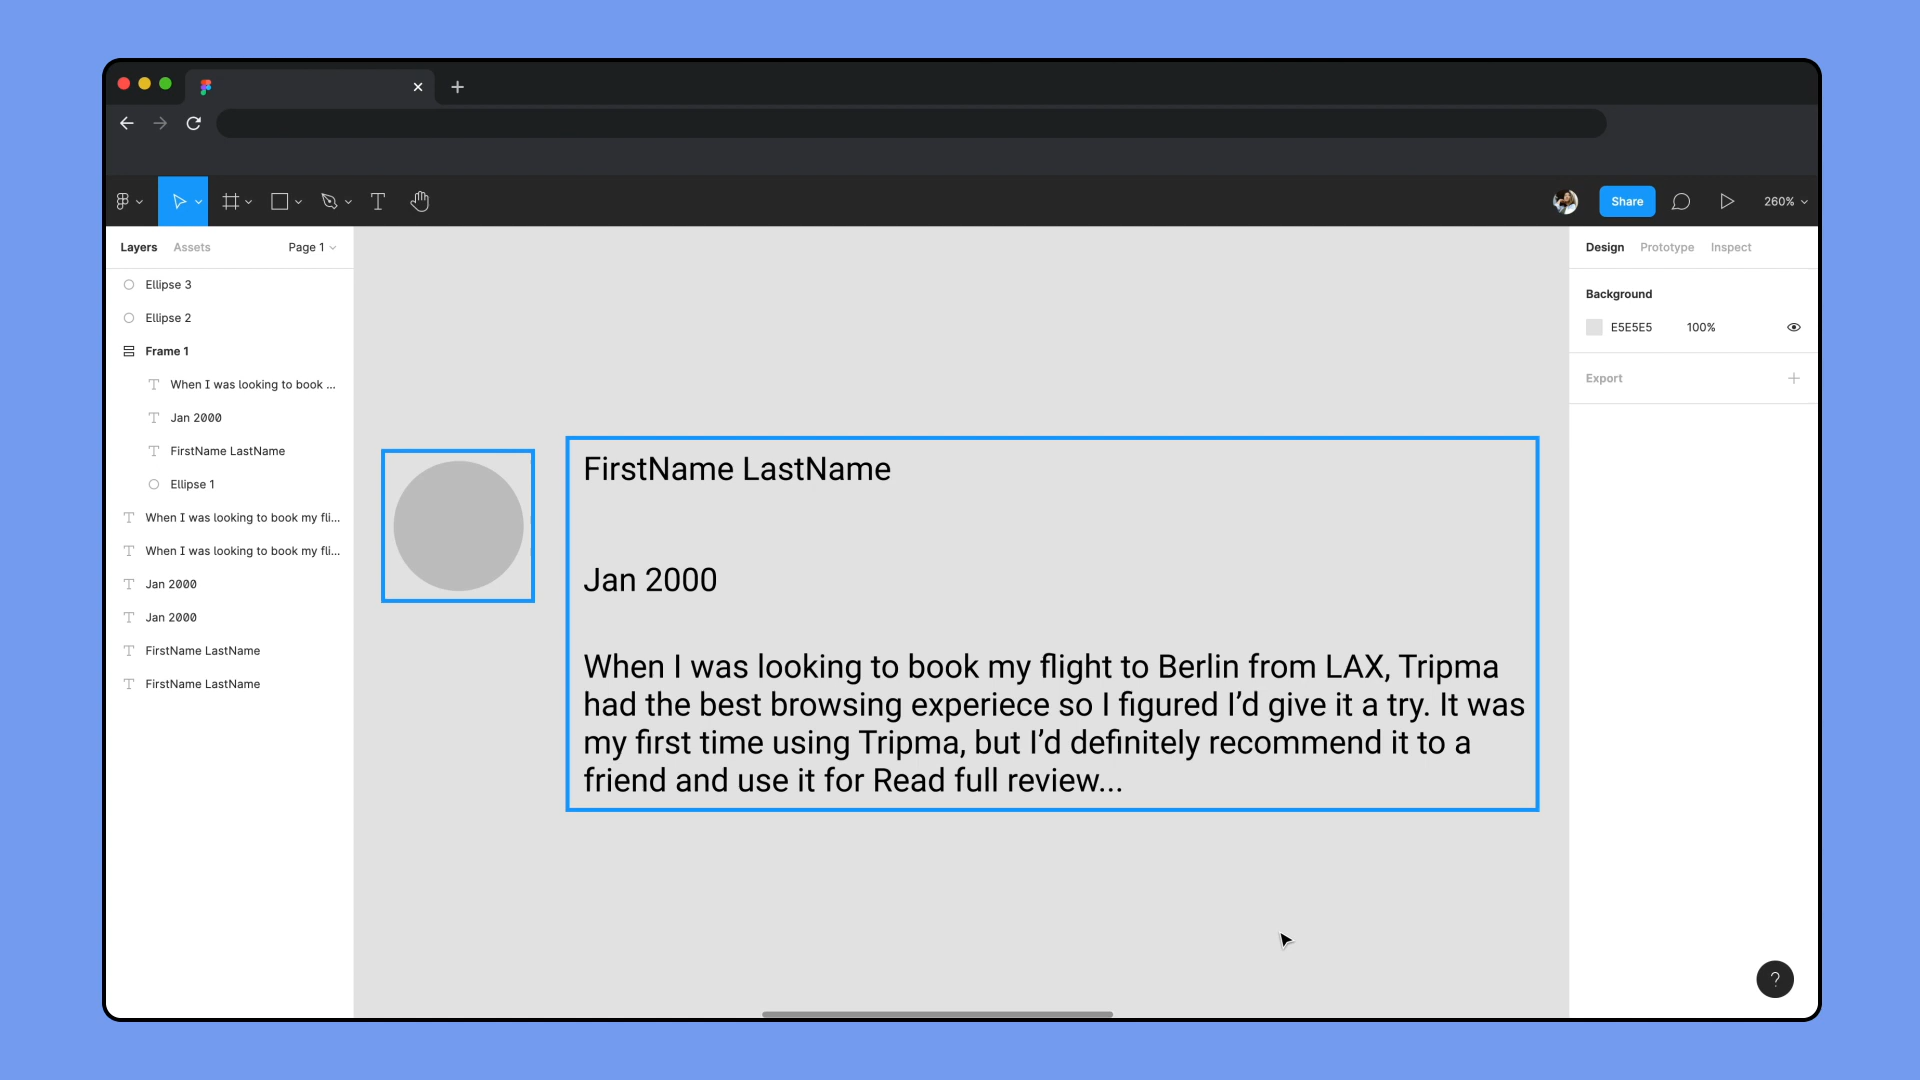 Share
260%
Layers
Assets
Page 1
Design
Prototype
Inspect
Ellipse 3
Ellipse 2
Frame 1
When I was looking to book ...
Jan 2000
FirstName LastName
Ellipse 1
When I was looking to book my fli...
When I was looking to book my fli...
Jan 2000
Jan 2000
FirstName LastName
FirstName LastName
FirstName LastName
Jan 2000
When I was looking to book my flight to Berlin from LAX, Tripma
had the best browsing experiece so I figured I’d give it a try. It was
my first time using Tripma, but I’d definitely recommend it to a
friend and use it for Read full review...
Background
E5E5E5 100%
Export
?